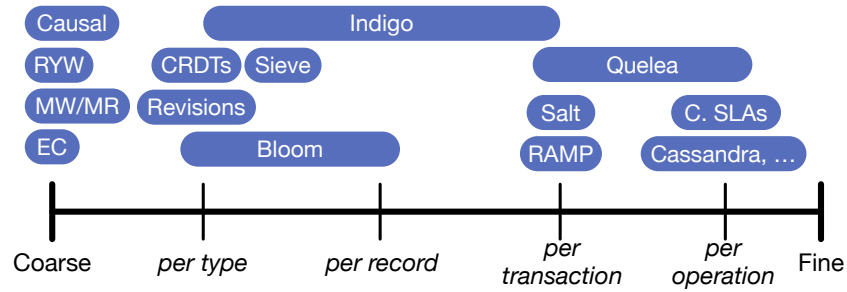 Causal
Indigo
RYW
CRDTs
Sieve
Quelea
MW/MR
Revisions
Salt
C. SLAs
EC
Bloom
RAMP
Cassandra, …
Coarse
per type
per record
per
transaction
per
operation
Fine